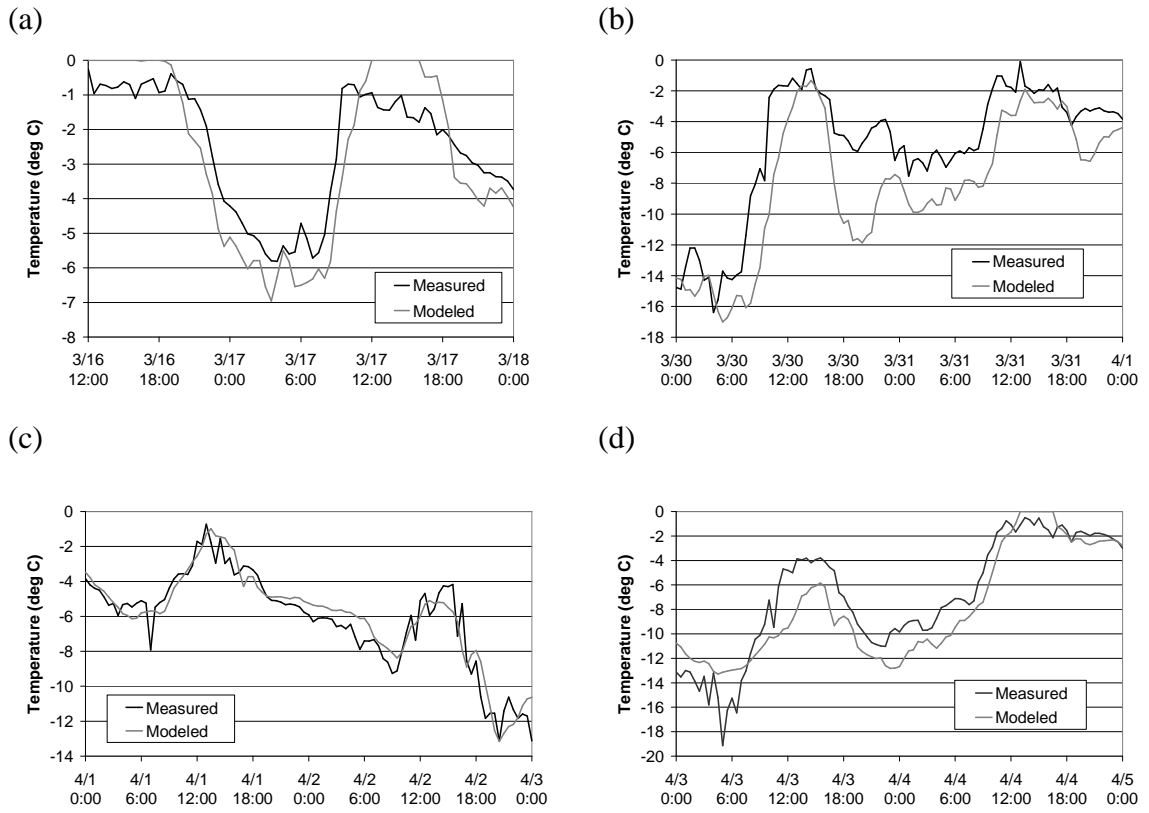 (a)
Temperature (deg C)
0
-1
-2
-3
-4
-5
-6
-7
-8
Measured
Modeled
3/16 3/16 3/17 3/17 3/17 3/17 3/18
12:00 18:00 0:00 6:00 12:00 18:00 0:00
(b)
Temperature (deg C)
0
-2
-4
-6
-8
-10
-12
-14
-16
-18
Measured
Modeled
3/30 3/30 3/30 3/30 3/31 3/31 3/31 3/31 4/1
0:00 6:00 12:00 18:00 0:00 6:00 12:00 18:00 0:00
(c)
Temperature (deg C)
0
-2
-4
-6
-8
-10
-12
-14
Measured
Modeled
4/1 4/1 4/1 4/1 4/2 4/2 4/2 4/2 4/3
0:00 6:00 12:00 18:00 0:00 6:00 12:00 18:00 0:00
(d)
Temperature (deg C)
0
-2
-4
-6
-8
-10
-12
-14
-16
-18
-20
Measured
Modeled
4/3 4/3 4/3 4/3 4/4 4/4 4/4 4/4 4/5
0:00 6:00 12:00 18:00 0:00 6:00 12:00 18:00 0:00